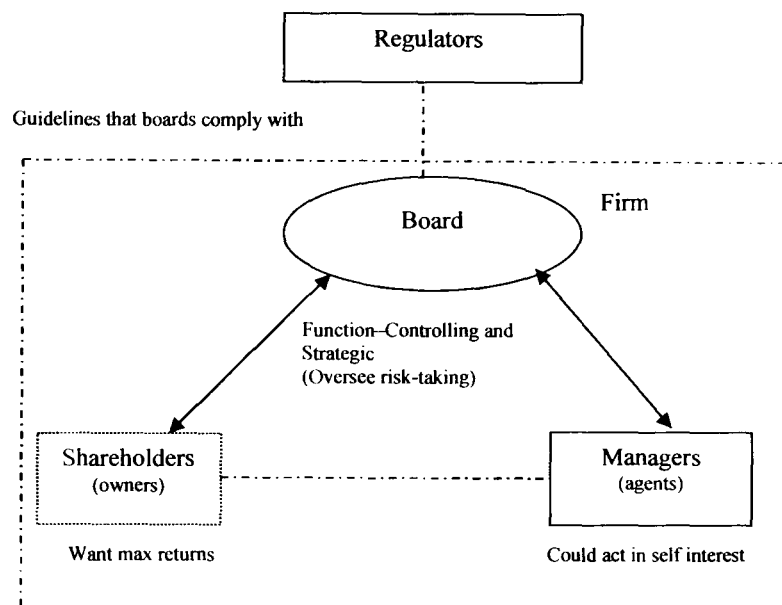 Regulators
Guidelines that boards comply with
Firm
Board
Function–Controlling and
Strategic
(Oversee risk-taking)
Shareholders
(owners)
Managers
(agents)
Want max returns
Could act in self interest